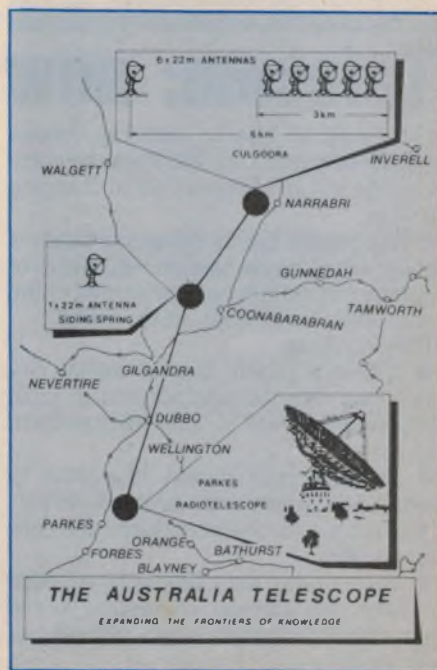 6 x 22m ANTENNAS
3km
6km
CULGOORA
INVERELL
WALGETT
NARRABRI
GUNNEDAH
1 x 22m ANTENNA
SIDING SPRING
TAMWORTH
COONABARABRAN
GILGANDRA
NEVERTIRE
DUBBO
WELLINGTON
PARKES
RADIOTELESCOPE
PARKES
ORANGE
FORBES
BATHURST
BLAYNEY
THE AUSTRALIA TELESCOPE
EXPANDING THE FRONTIERS OF KNOWLEDGE